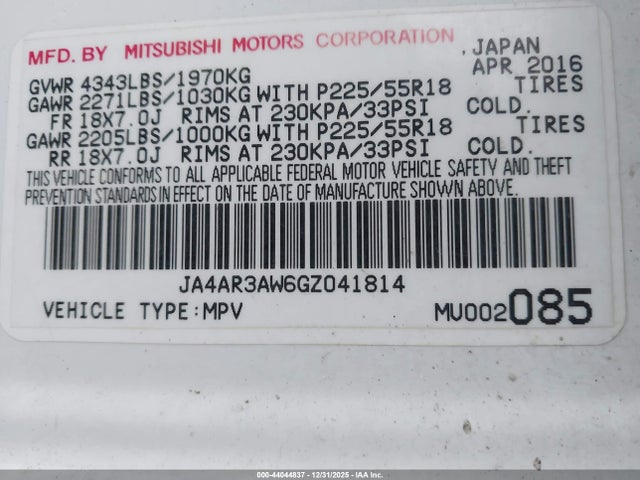 MFD. BY MITSUBISHI MOTORS CORPORATION , JAPAN
GVWR 4343LBS/1970KG APR 2016
GAWR 2271LBS/1030KG WITH P225/55R18 TIRES
FR 18X7.0J RIMS AT 230KPA/33PSI COLD.
GAWR 2205LBS/1000KG WITH P225/55R18 TIRES
RR 18X7.0J RIMS AT 230KPA/33PSI COLD.
THIS VEHICLE CONFORMS TO ALL APPLICABLE FEDERAL MOTOR VEHICLE SAFETY AND THEFT
PREVENTION STANDARDS IN EFFECT ON THE DATE OF MANUFACTURE SHOWN ABOVE.
JA4AR3AW6GZ041814
VEHICLE TYPE:MPV MU002085
000-44044837 - 12/31/2025 - IAA Inc.